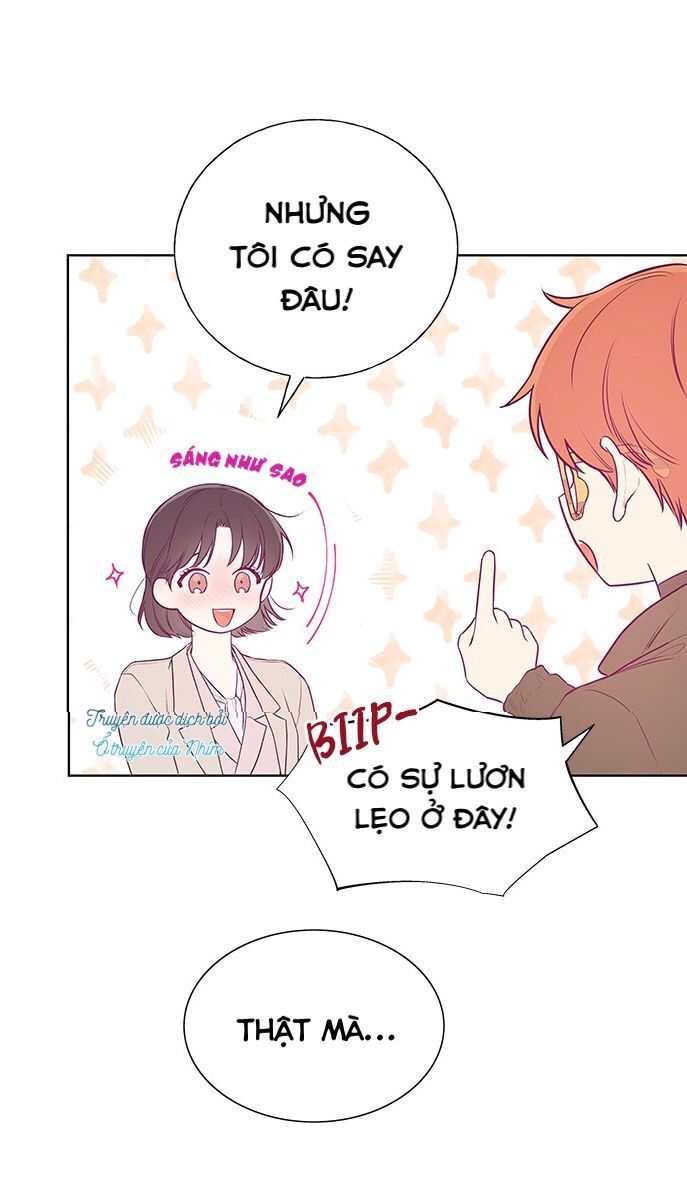 NHƯNG
TÔI CÓ SAY
ĐÂU!
SÁNG NHƯ SAO
Truyện được dịch bởi
Ổ truyện của Nhím
BIIP-
CÓ SỰ LƯƠN
LẸO Ở ĐÂY!
THẬT MÀ...